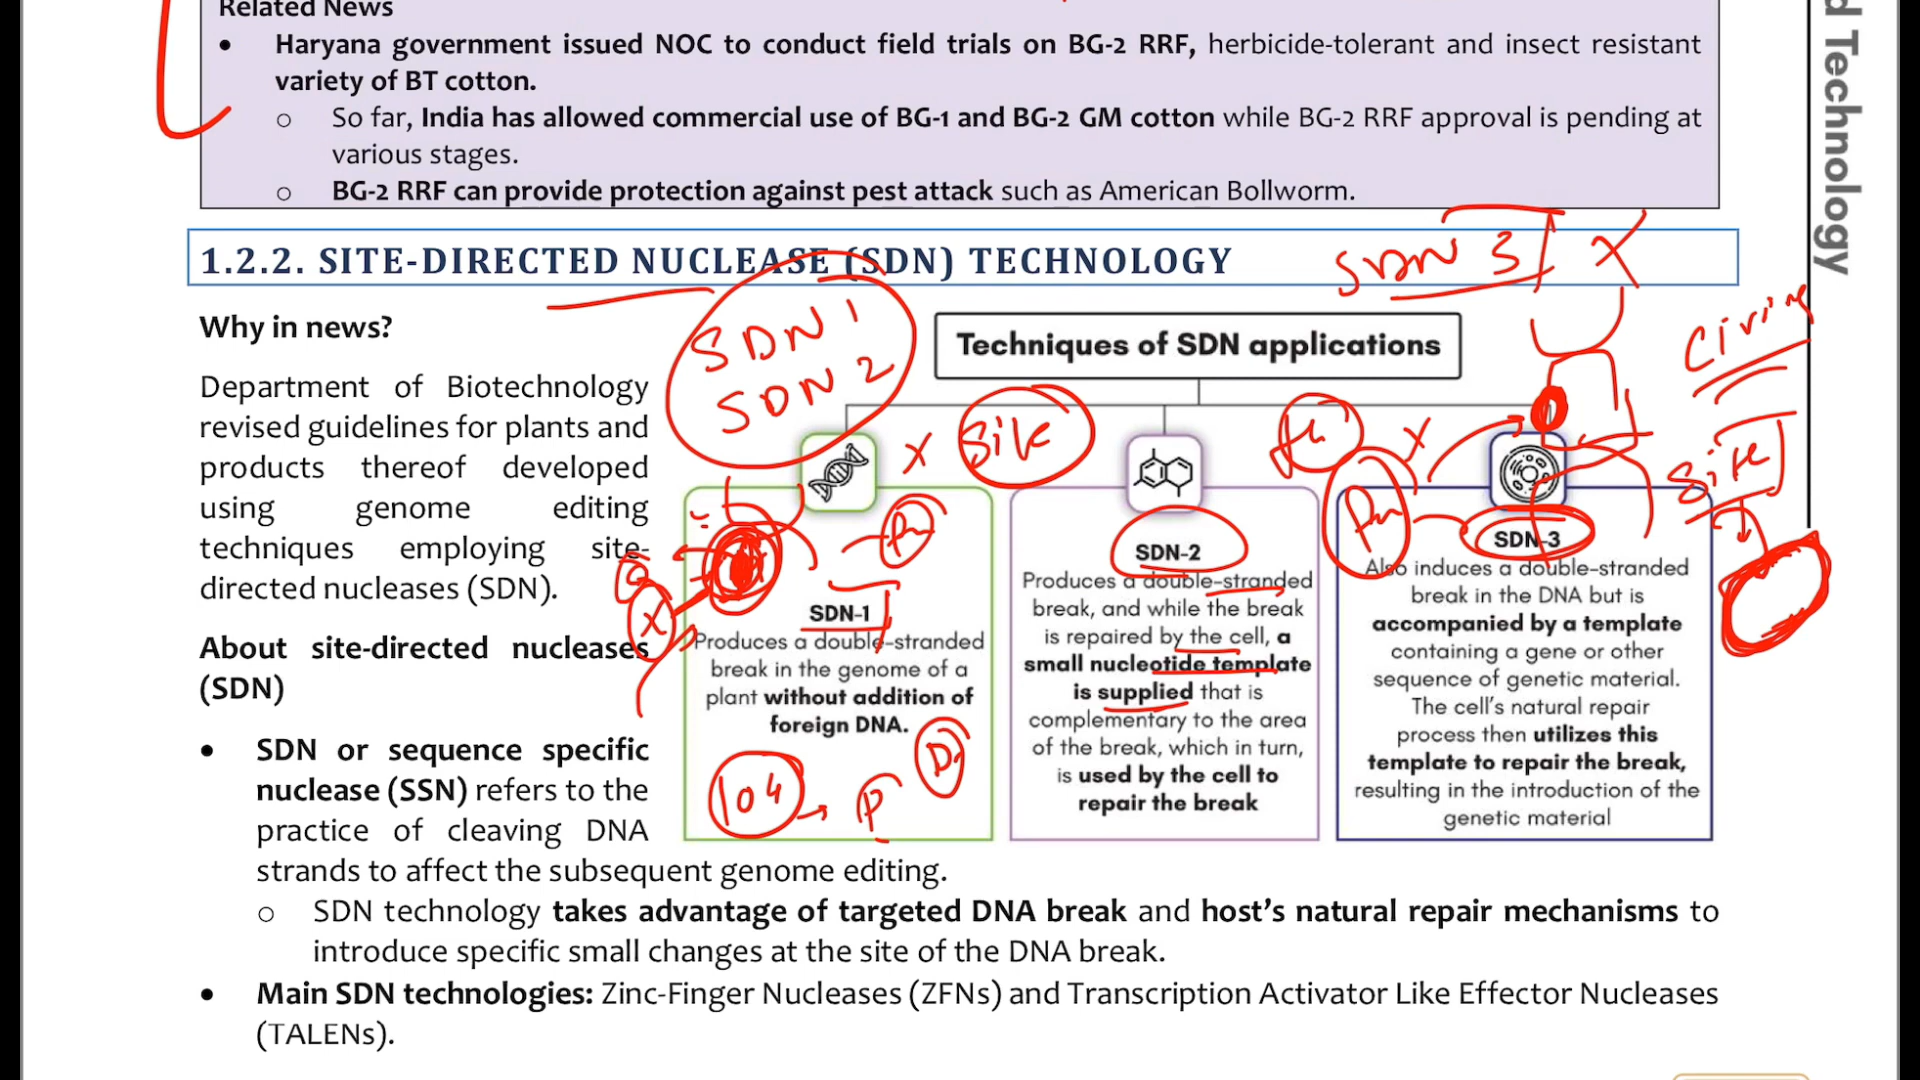 Related News
• Haryana government issued NOC to conduct field trials on BG-2 RRF, herbicide-tolerant and insect resistant
variety of BT cotton.
o So far, India has allowed commercial use of BG-1 and BG-2 GM cotton while BG-2 RRF approval is pending at
various stages.
o BG-2 RRF can provide protection against pest attack such as American Bollworm.
d Technology
1.2.2. SITE-DIRECTED NUCLEASE (SDN) TECHNOLOGY
SDN 3 X
Why in news?
Department of Biotechnology
revised guidelines for plants and
products thereof developed
using genome editing
techniques employing site-
directed nucleases (SDN).
About site-directed nucleases
(SDN)
• SDN or sequence specific
nuclease (SSN) refers to the
practice of cleaving DNA
strands to affect the subsequent genome editing.
o SDN technology takes advantage of targeted DNA break and host's natural repair mechanisms to
introduce specific small changes at the site of the DNA break.
• Main SDN technologies: Zinc-Finger Nucleases (ZFNs) and Transcription Activator Like Effector Nucleases
(TALENs).
SDN 1
SDN 2
Techniques of SDN applications
X
X
Site
X
SDN-1
Produces a double-stranded
break in the genome of a
plant without addition of
foreign DNA.
104
P
SDN-2
Produces a double-stranded
break, and while the break
is repaired by the cell, a
small nucleotide template
is supplied that is
complementary to the area
of the break, which in turn,
is used by the cell to
repair the break
SDN-3
Also induces a double-stranded
break in the DNA but is
accompanied by a template
containing a gene or other
sequence of genetic material.
The cell's natural repair
process then utilizes this
template to repair the break,
resulting in the introduction of the
genetic material